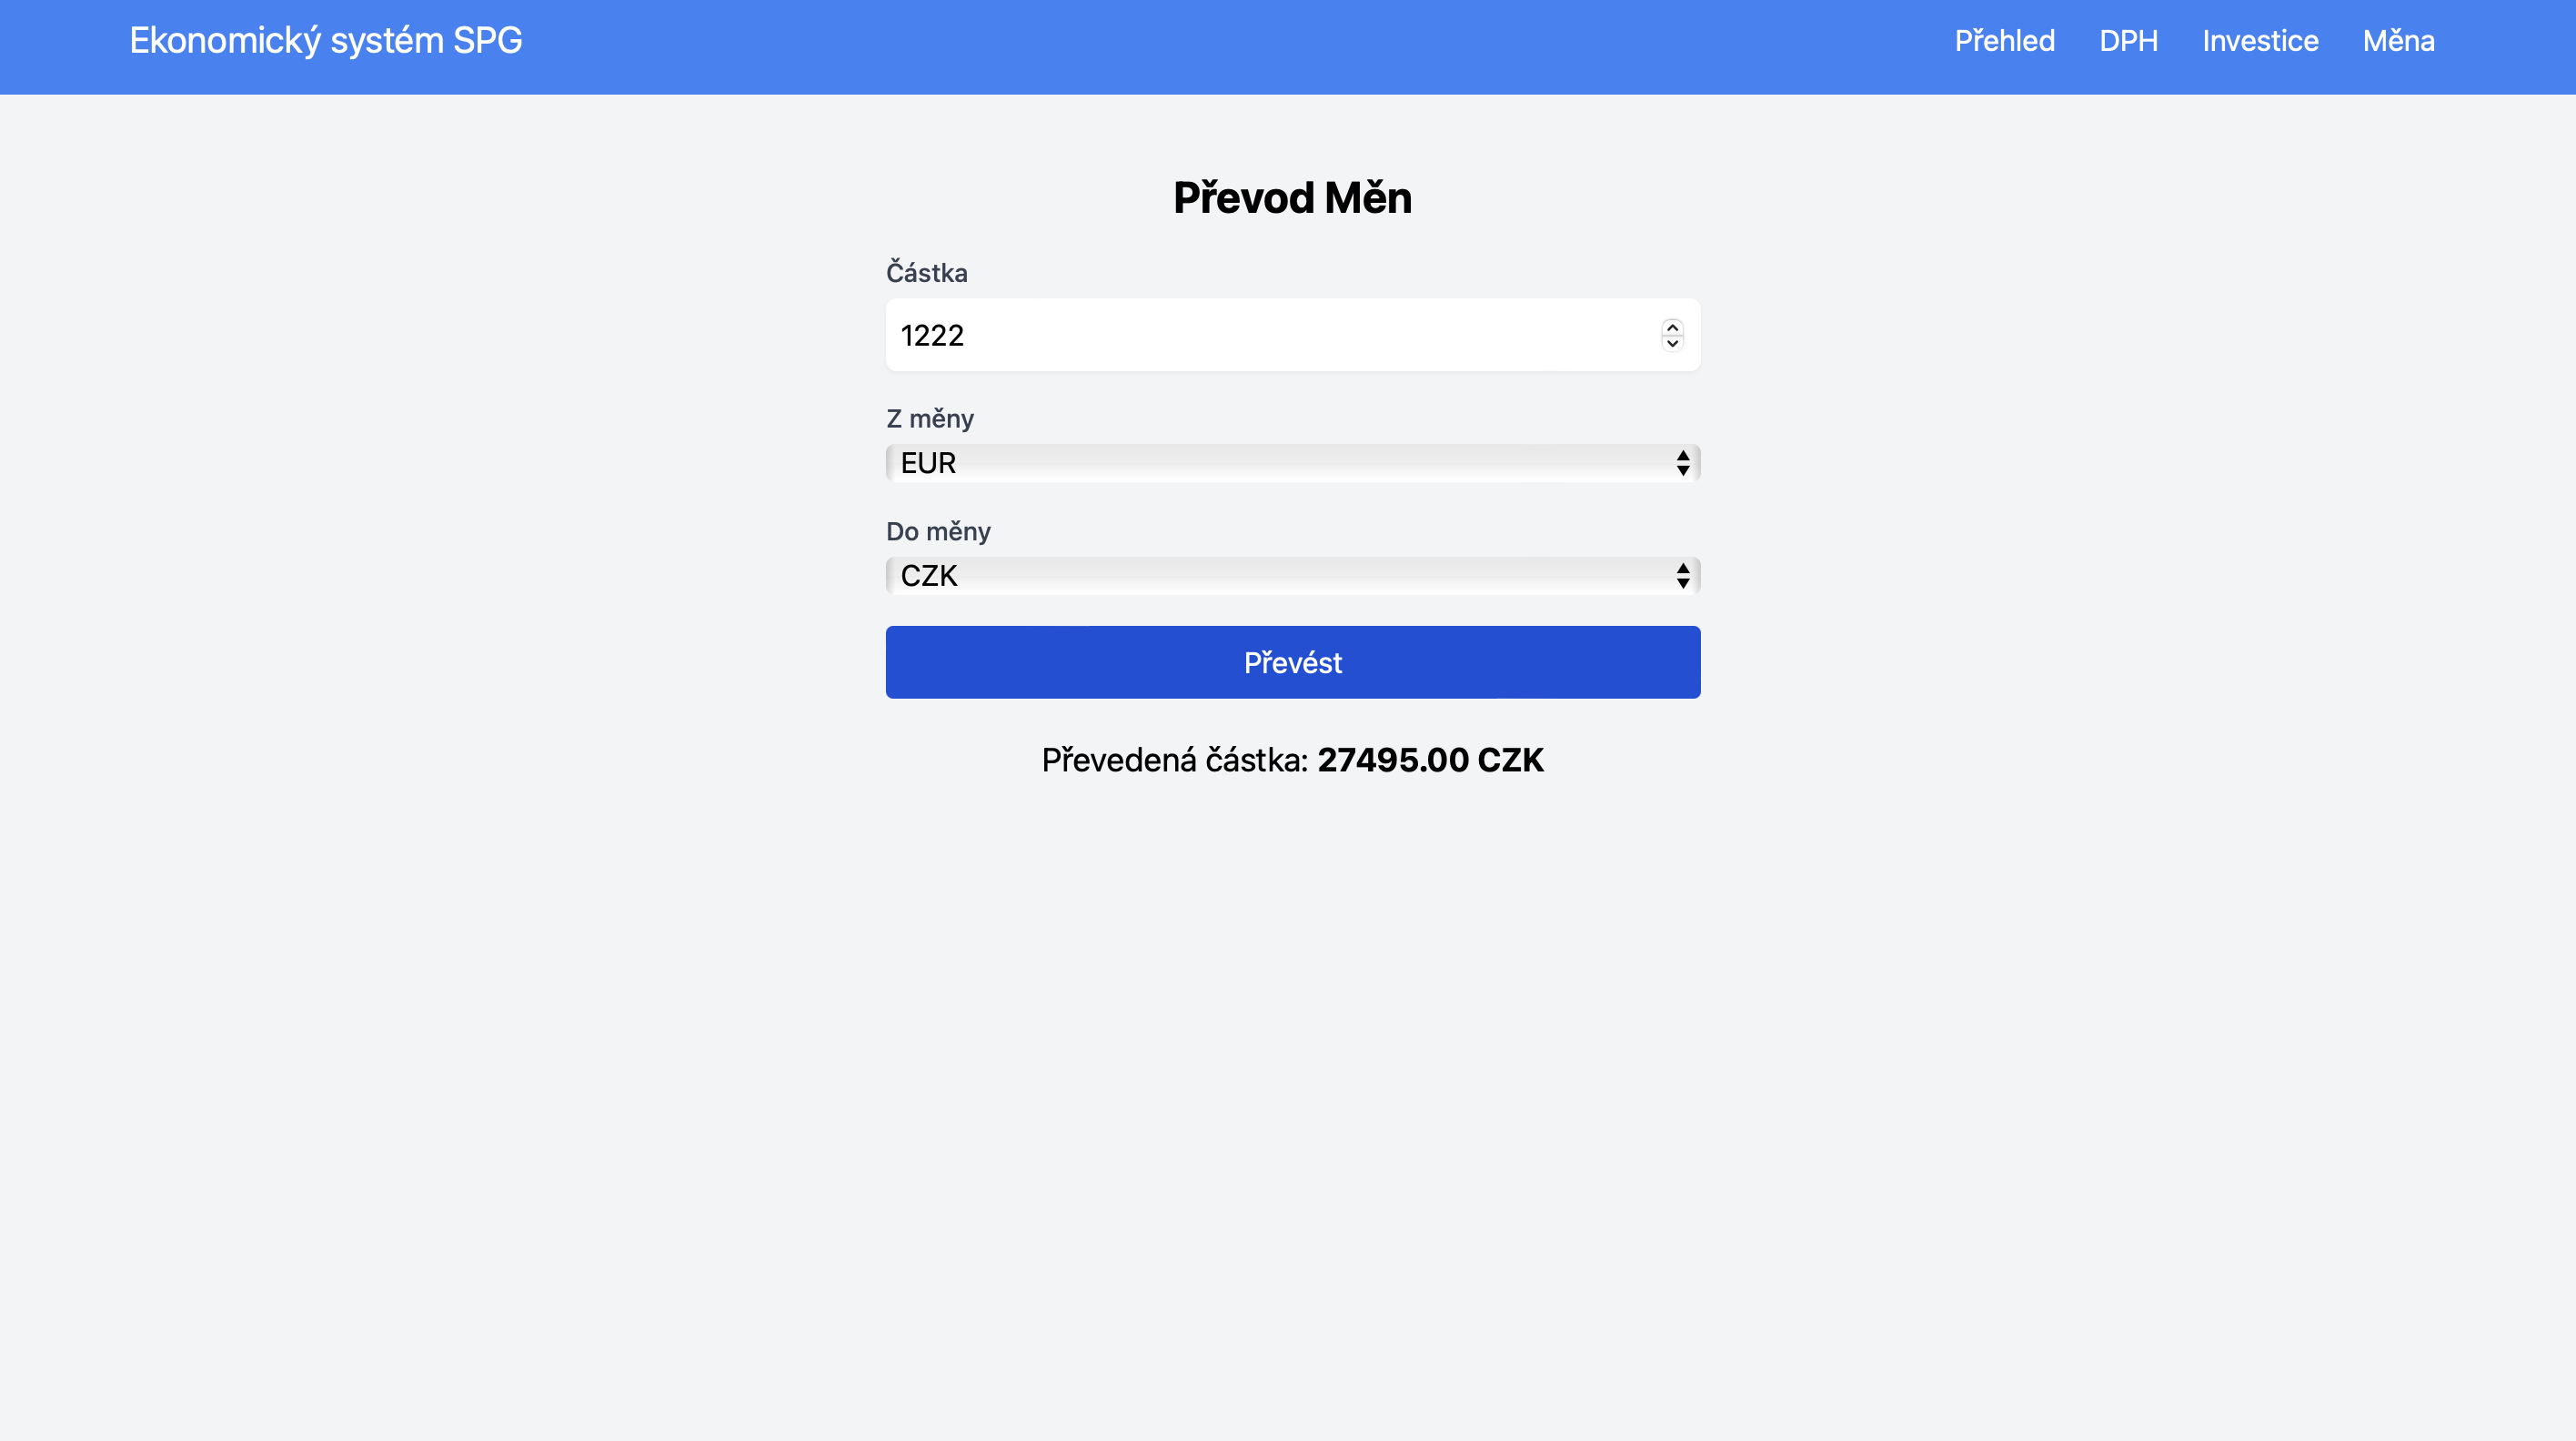 Ekonomický systém SPG
Přehled DPH Investice Měna
Převod Měn
Částka
1222
Z měny
EUR
Do měny
CZK
Převést
Převedená částka: 27495.00 CZK